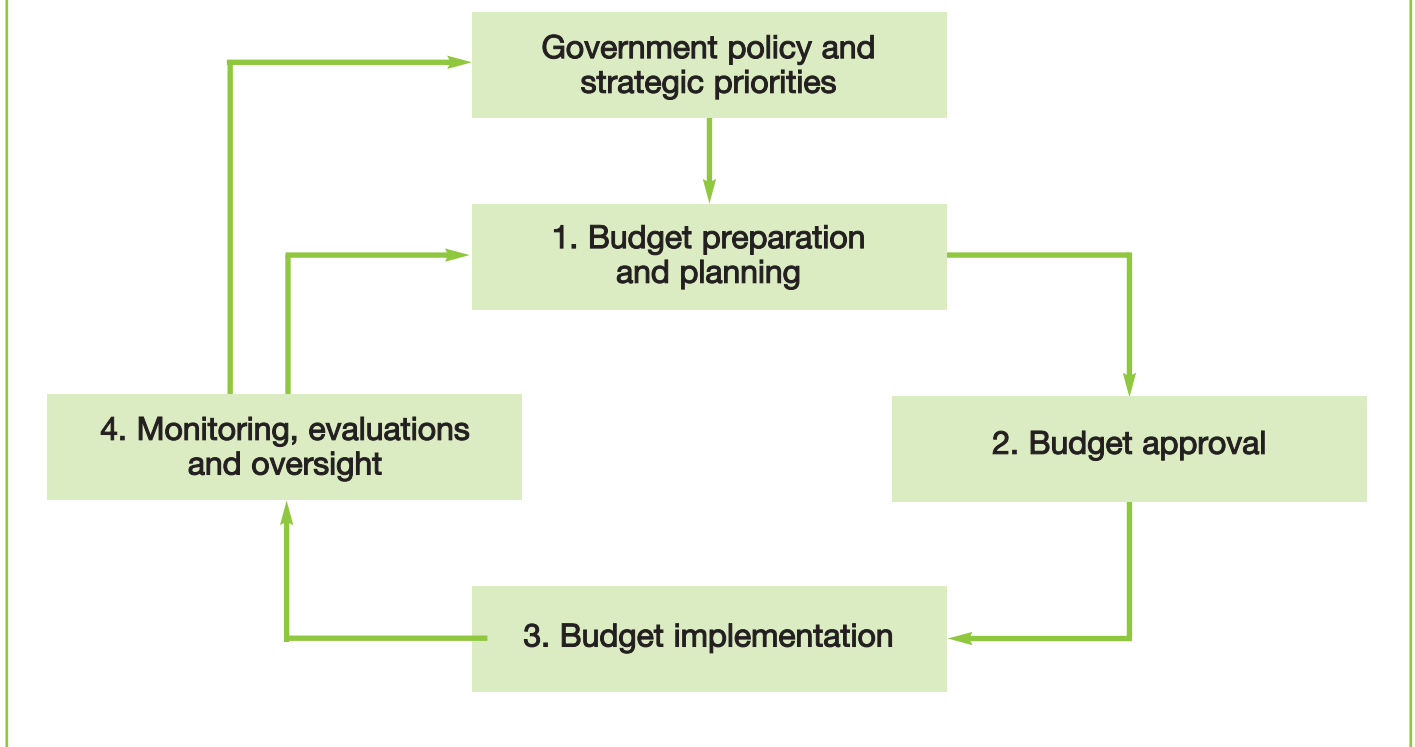 Government policy and
strategic priorities
1. Budget preparation
and planning
4. Monitoring, evaluations
and oversight
2. Budget approval
3. Budget implementation